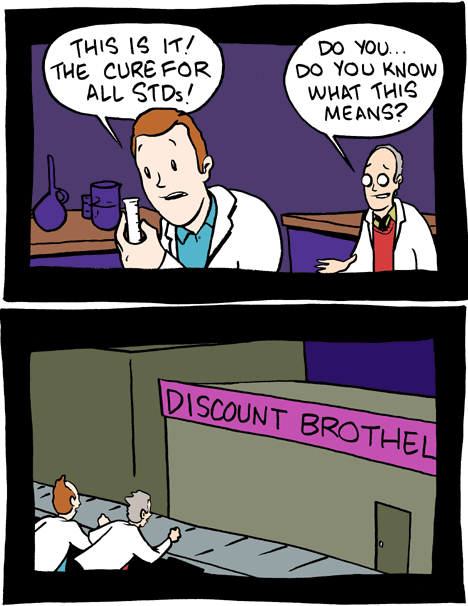 THIS IS IT!
THE CURE FOR
ALL STDs!
DO YOU...
DO YOU KNOW
WHAT THIS
MEANS?
DISCOUNT BROTHEL